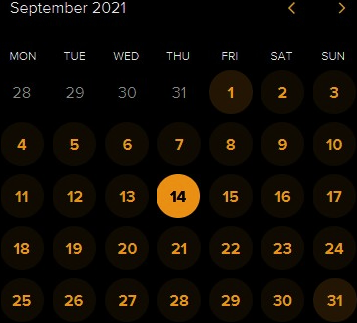 September 2021
MON TUE WED THU FRI SAT SUN
28 29 30 31 1 2 3
4 5 6 7 8 9 10
11 12 13 14 15 16 17
18 19 20 21 22 23 24
25 26 27 28 29 30 31